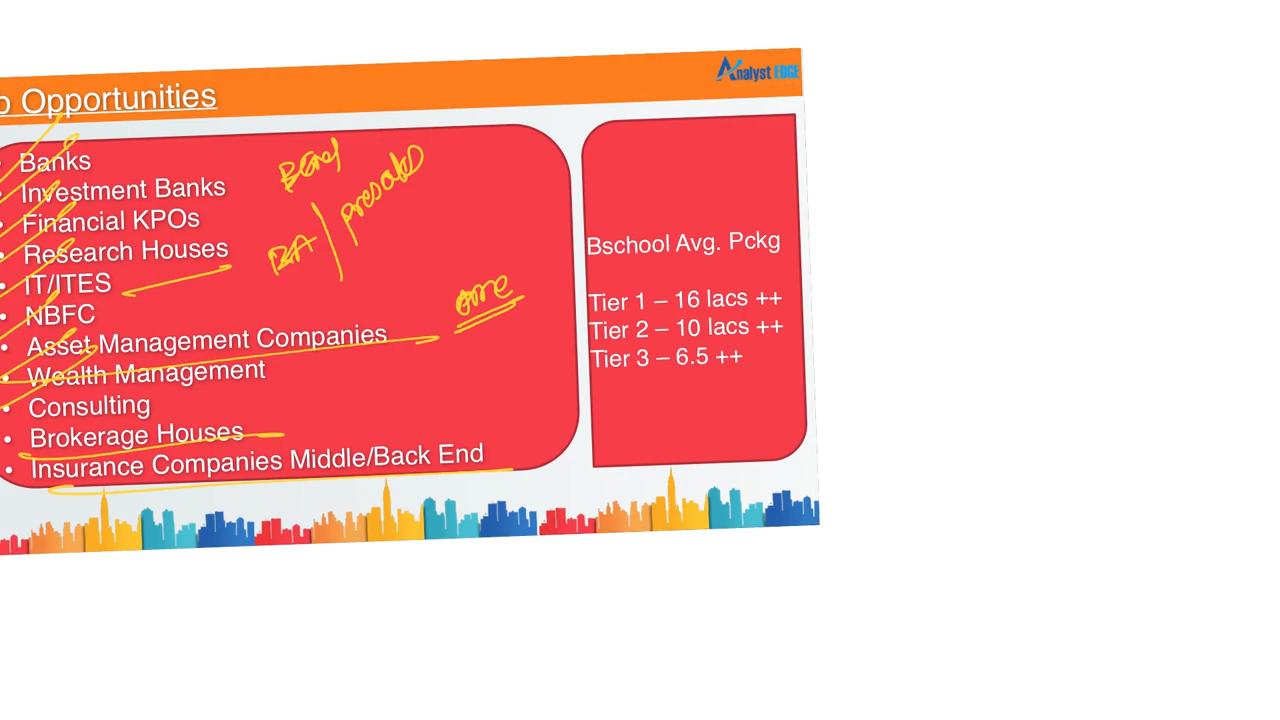 o Opportunities
Analyst EDGE
• Banks
• Investment Banks
• Financial KPOs
• Research Houses
• IT/ITES
• NBFC
• Asset Management Companies
• Wealth Management
• Consulting
• Brokerage Houses
• Insurance Companies Middle/Back End
BA / presales
Bschool Avg. Pckg
Tier 1 – 16 lacs ++
Tier 2 – 10 lacs ++
Tier 3 – 6.5 ++